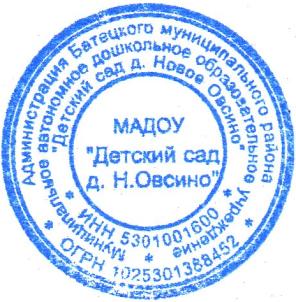 Администрация Батецкого муниципального района
* ОГРН 1025301388452 *
Муниципальное автономное дошкольное образовательное учреждение *
"Детский сад д. Новое Овсино"
* ИНН 5301001600 *
МАДОУ
"Детский сад
д. Н.Овсино"